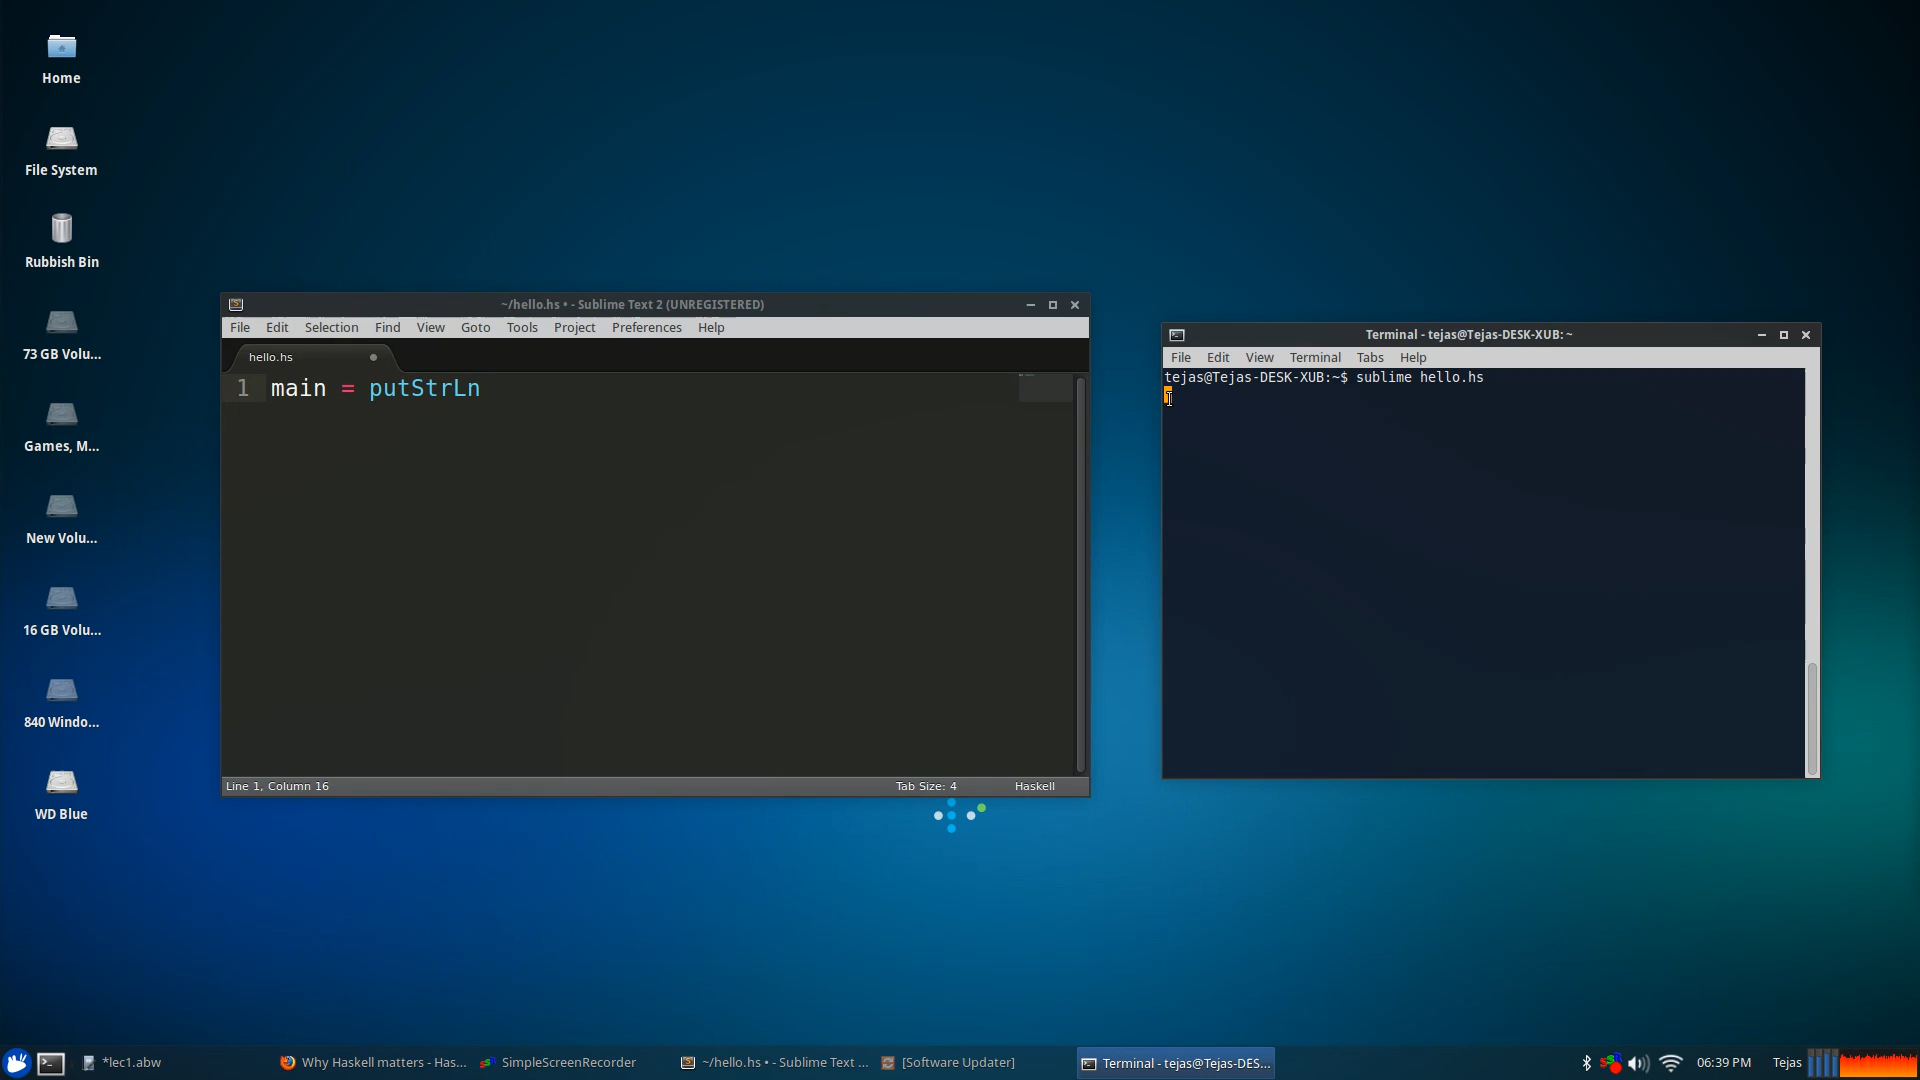 Home
File System
Rubbish Bin
73 GB Volu...
Games, M...
New Volu...
16 GB Volu...
840 Windo...
WD Blue
~/hello.hs • - Sublime Text 2 (UNREGISTERED)
File Edit Selection Find View Goto Tools Project Preferences Help
hello.hs
1 main = putStrLn
Line 1, Column 16 Tab Size: 4 Haskell
Terminal - tejas@Tejas-DESK-XUB: ~
File Edit View Terminal Tabs Help
tejas@Tejas-DESK-XUB:~$ sublime hello.hs
*lec1.abw Why Haskell matters - Has... SimpleScreenRecorder ~/hello.hs • - Sublime Text ... [Software Updater] Terminal - tejas@Tejas-DES... 06:39 PM Tejas